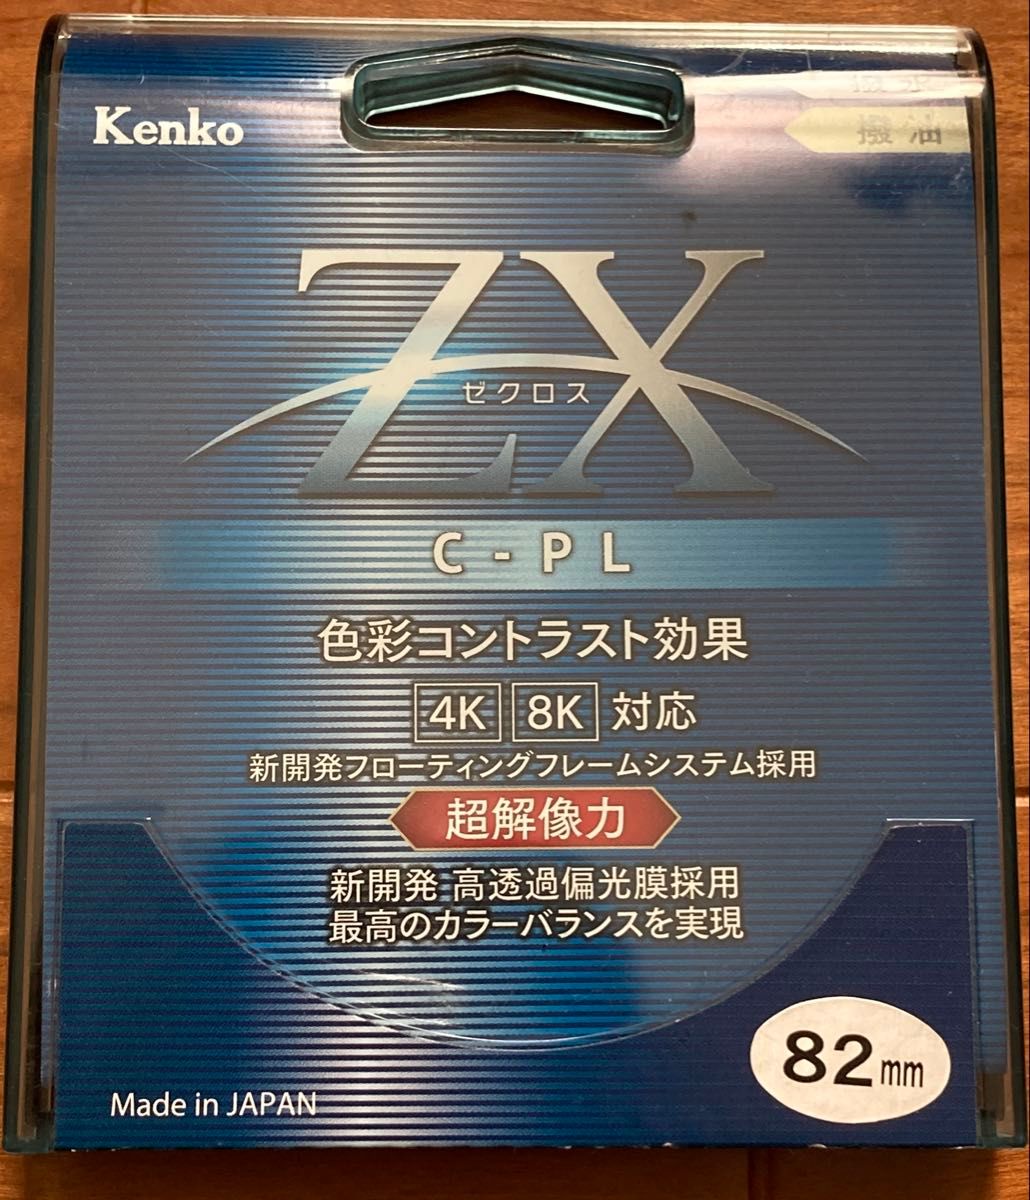 Kenko
撥油
ZX
ゼクロス
C-PL
色彩コントラスト効果
4K 8K 対応
新開発フローティングフレームシステム採用
超解像力
新開発 高透過偏光膜採用
最高のカラーバランスを実現
82mm
Made in JAPAN